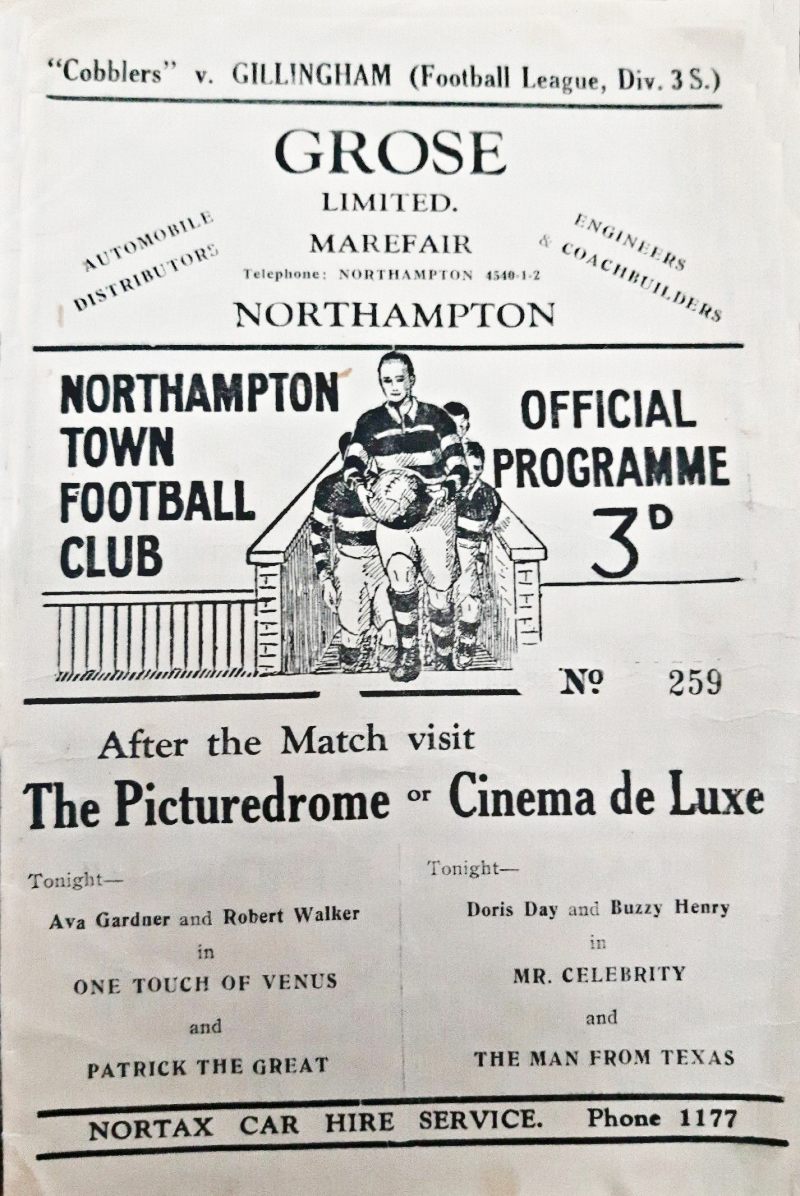 "Cobblers" v. GILLINGHAM (Football League, Div. 3 S.)
GROSE
LIMITED.
AUTOMOBILE
DISTRIBUTORS
MAREFAIR
ENGINEERS
& COACHBUILDERS
Telephone: NORTHAMPTON 4540-1-2
NORTHAMPTON
NORTHAMPTON
TOWN
FOOTBALL
CLUB
OFFICIAL
PROGRAMME
3D
No 259
After the Match visit
The Picturedrome or Cinema de Luxe
Tonight—
Ava Gardner and Robert Walker
in
ONE TOUCH OF VENUS
and
PATRICK THE GREAT
Tonight—
Doris Day and Buzzy Henry
in
MR. CELEBRITY
and
THE MAN FROM TEXAS
NORTAX CAR HIRE SERVICE. Phone 1177